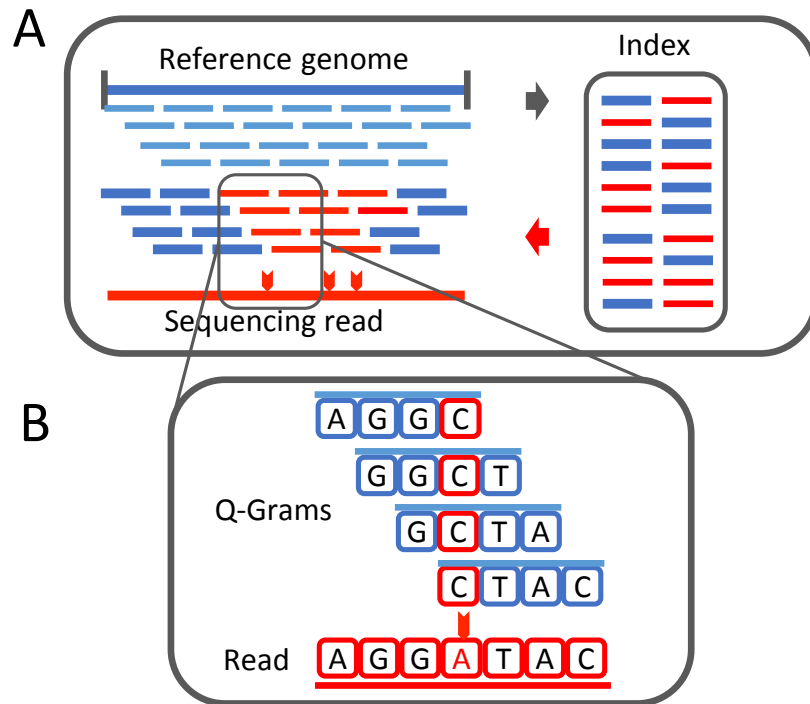 A
Reference genome
Index
Sequencing read
B
A G G C
G G C T
Q-Grams
G C T A
C T A C
Read
A G G A T A C